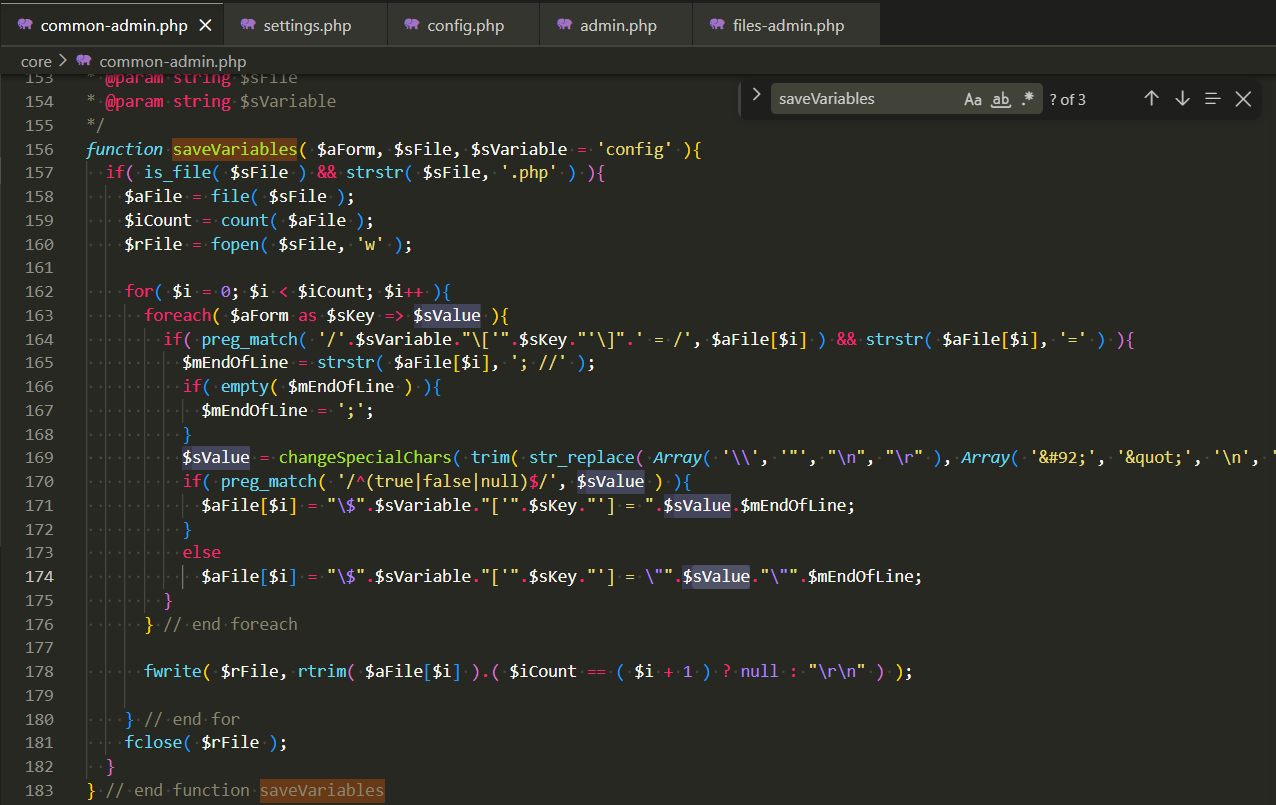 common-admin.php
settings.php
config.php
admin.php
files-admin.php
core > common-admin.php
saveVariables Aa ab .* ? of 3
153 * @param string $sFile
154 * @param string $sVariable
155 */
156 function saveVariables( $aForm, $sFile, $sVariable = 'config' ){
157 if( is_file( $sFile ) && strstr( $sFile, '.php' ) ){
158 $aFile = file( $sFile );
159 $iCount = count( $aFile );
160 $rFile = fopen( $sFile, 'w' );
161
162 for( $i = 0; $i < $iCount; $i++ ){
163 foreach( $aForm as $sKey => $sValue ){
164 if( preg_match( '/'.$sVariable."\['".$sKey."'\]".' = /', $aFile[$i] ) && strstr( $aFile[$i], '=' ) ){
165 $mEndOfLine = strstr( $aFile[$i], '; //' );
166 if( empty( $mEndOfLine ) ){
167 $mEndOfLine = ';';
168 }
169 $sValue = changeSpecialChars( trim( str_replace( Array( '\\', '"', "\n", "\r" ), Array( '&#92;', '&quot;', '\n', '
170 if( preg_match( '/^(true|false|null)$/', $sValue ) ){
171 $aFile[$i] = "\$".$sVariable."['".$sKey."'] = ".$sValue.$mEndOfLine;
172 }
173 else
174 $aFile[$i] = "\$".$sVariable."['".$sKey."'] = \"".$sValue."\"".$mEndOfLine;
175 }
176 } // end foreach
177
178 fwrite( $rFile, rtrim( $aFile[$i] ).( $iCount == ( $i + 1 ) ? null : "\r\n" ) );
179
180 } // end for
181 fclose( $rFile );
182 }
183 } // end function saveVariables